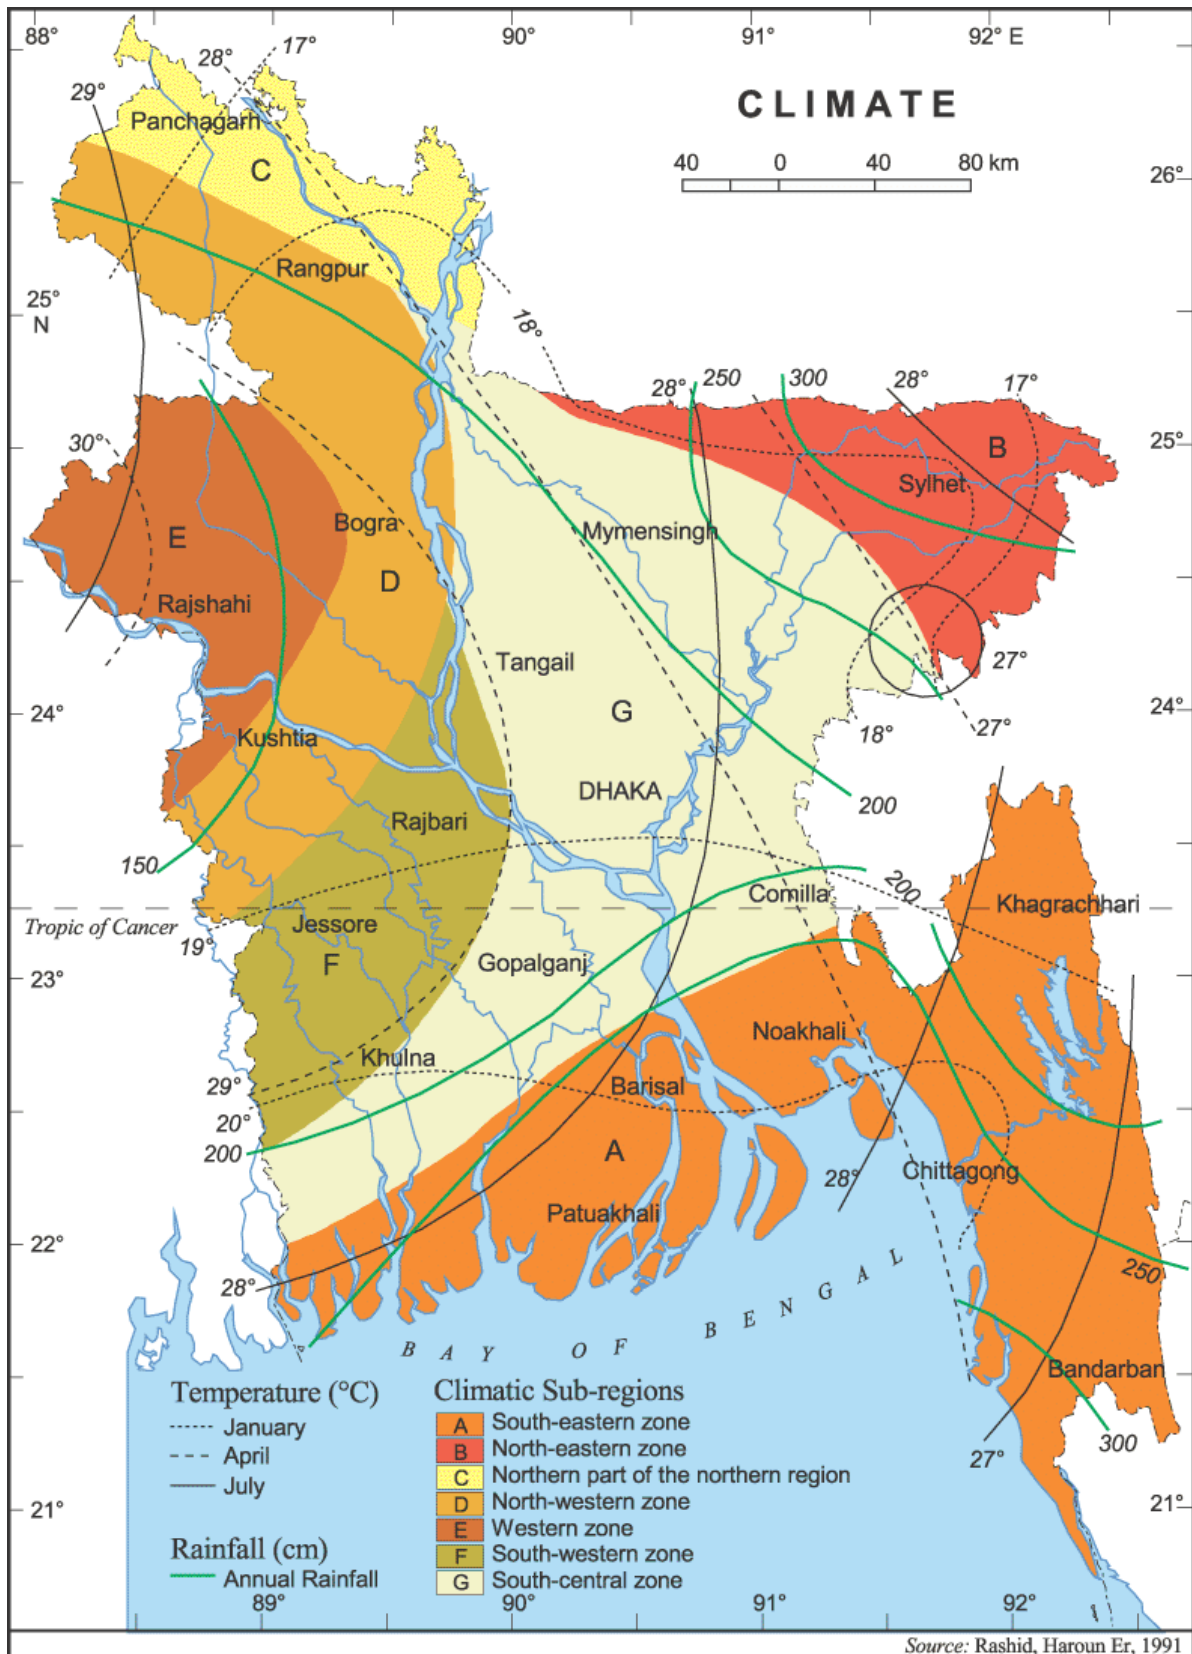 88°
90°
91°
92° E
17°
28°
29°
CLIMATE
Panchagarh
40 0 40 80 km
C
26°
Rangpur
25°
N
18°
28°
250
300
28°
17°
30°
B
25°
Sylhet
Bogra
Mymensingh
E
D
Rajshahi
Tangail
27°
G
24°
18°
27°
24°
Kushtia
DHAKA
200
Rajbari
150
Comilla
200
Khagrachhari
Tropic of Cancer
Jessore
19°
F
Gopalganj
23°
23°
Noakhali
Khulna
29°
Barisal
20°
200
A
28°
Chittagong
Patuakhali
22°
22°
28°
250
BAY OF BENGAL
Bandarban
300
27°
Temperature (°C)
January
April
July
Rainfall (cm)
Annual Rainfall
Climatic Sub-regions
A South-eastern zone
B North-eastern zone
C Northern part of the northern region
D North-western zone
E Western zone
F South-western zone
G South-central zone
21°
21°
89°
90°
91°
92°
Source: Rashid, Haroun Er, 1991